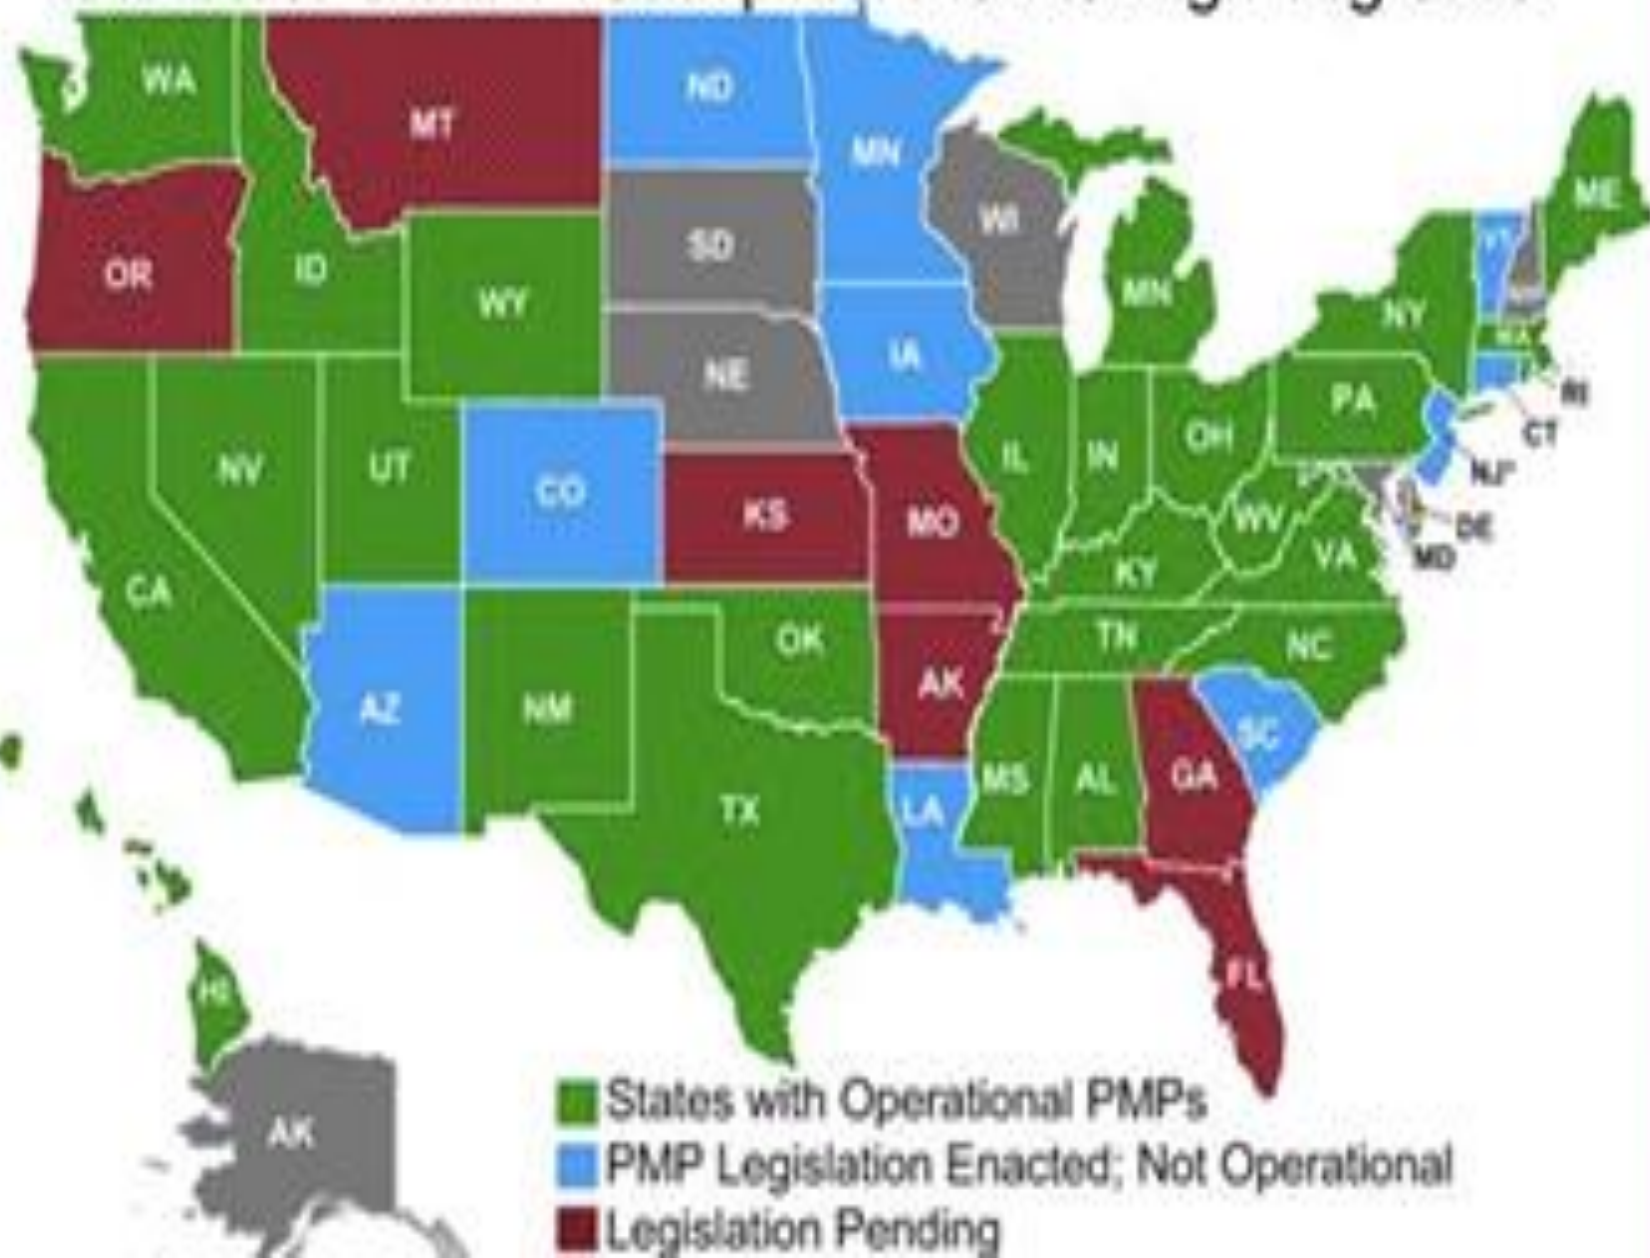 WA
MT
ND
MN
ME
OR
ID
WY
SD
WI
VT
MN
NY
MA
NE
IA
PA
RI
CT
NV
UT
CO
KS
MO
IL
IN
OH
NJ*
WV
VA
DE
MD
CA
KY
AZ
NM
OK
AK
TN
NC
SC
TX
LA
MS
AL
GA
FL
HI
AK
States with Operational PMPs
PMP Legislation Enacted; Not Operational
Legislation Pending